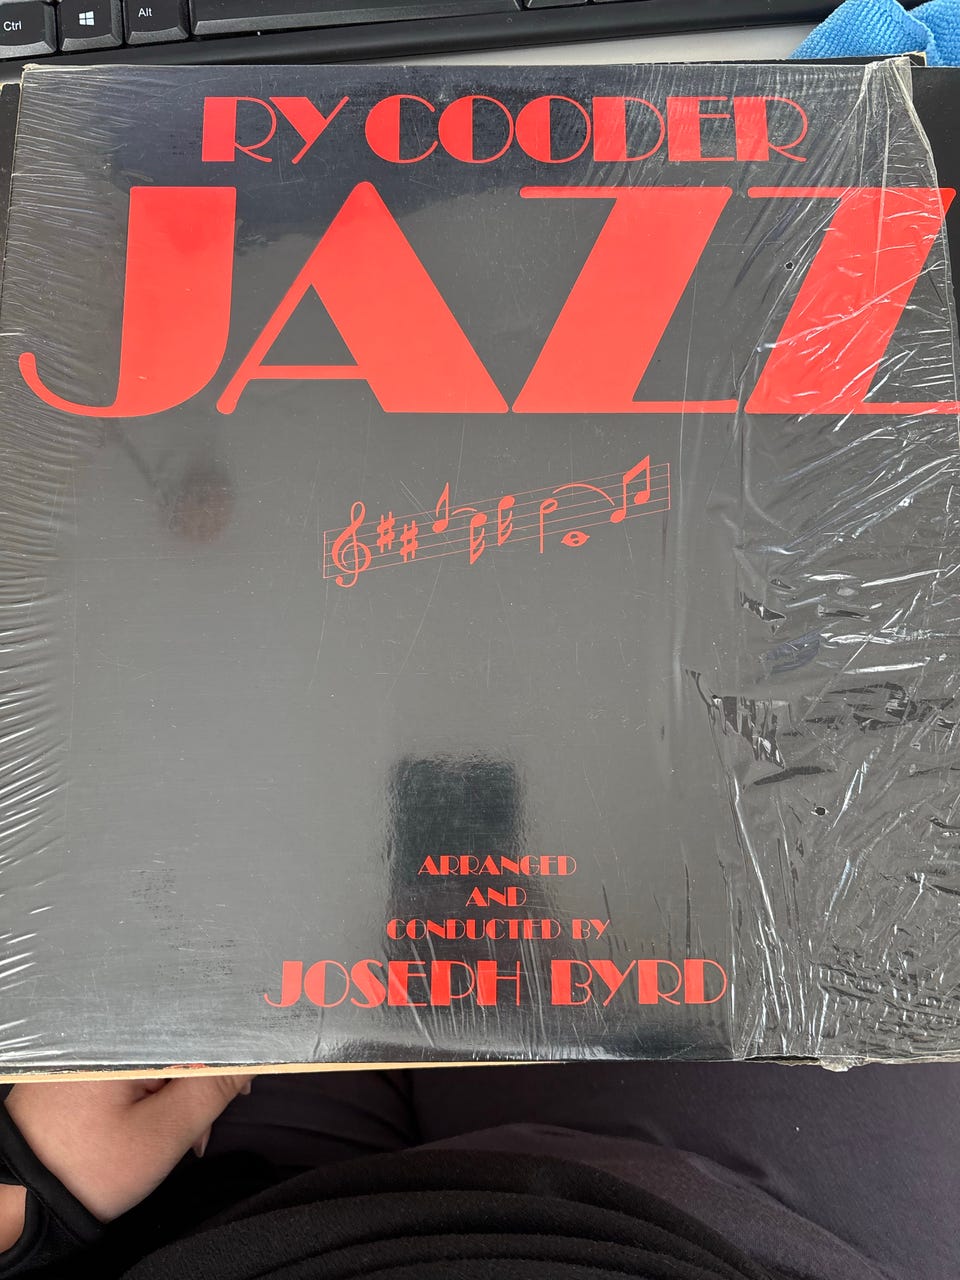 Ctrl
Alt
RY COODER
JAZZ
ARRANGED
AND
CONDUCTED BY
JOSEPH BYRD